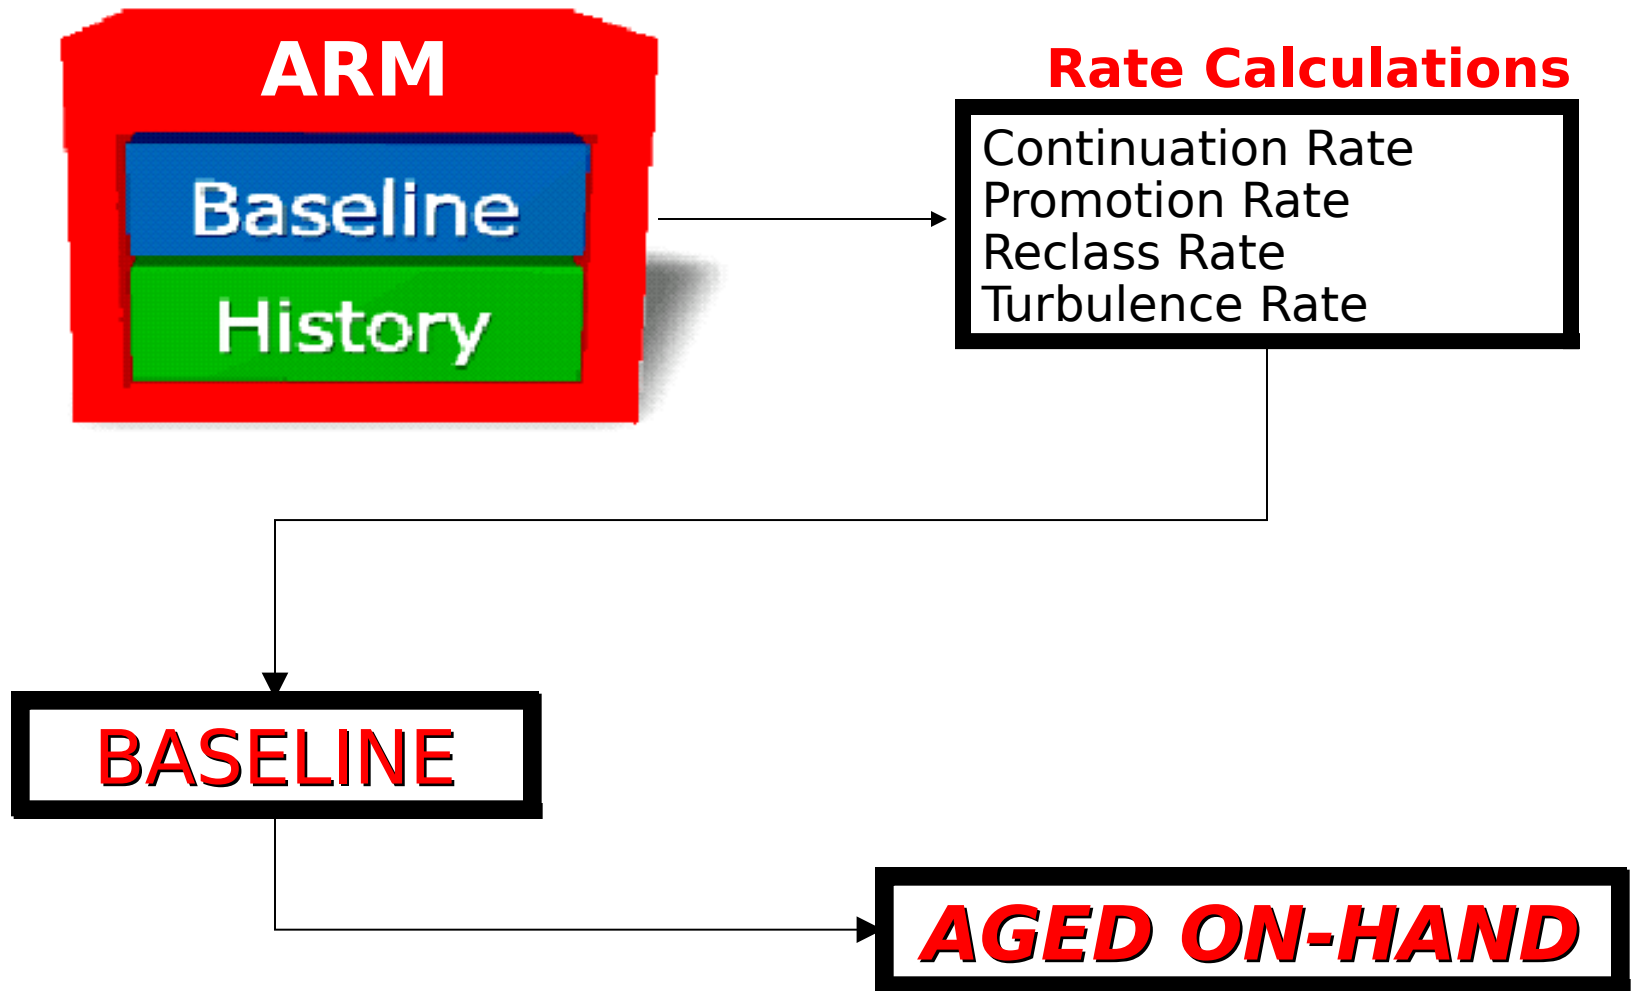 ARM
Baseline
History
Rate Calculations
Continuation Rate
Promotion Rate
Reclass Rate
Turbulence Rate
BASELINE
AGED ON-HAND